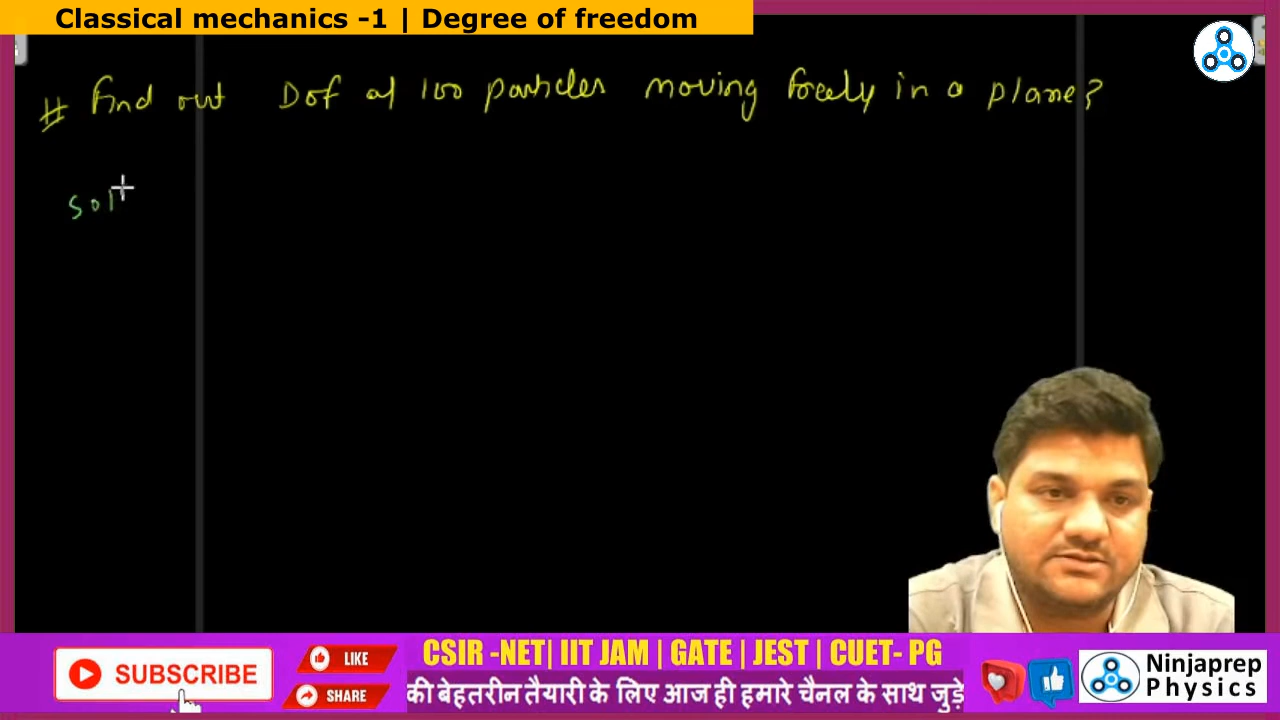 Classical mechanics -1 | Degree of freedom
# Find out Dof of 100 particles moving freely in a plane?
Sol
SUBSCRIBE
LIKE
SHARE
CSIR -NET| IIT JAM | GATE | JEST | CUET- PG
की बेहतरीन तैयारी के लिए आज ही हमारे चैनल के साथ जुड़े
Ninjaprep
Physics